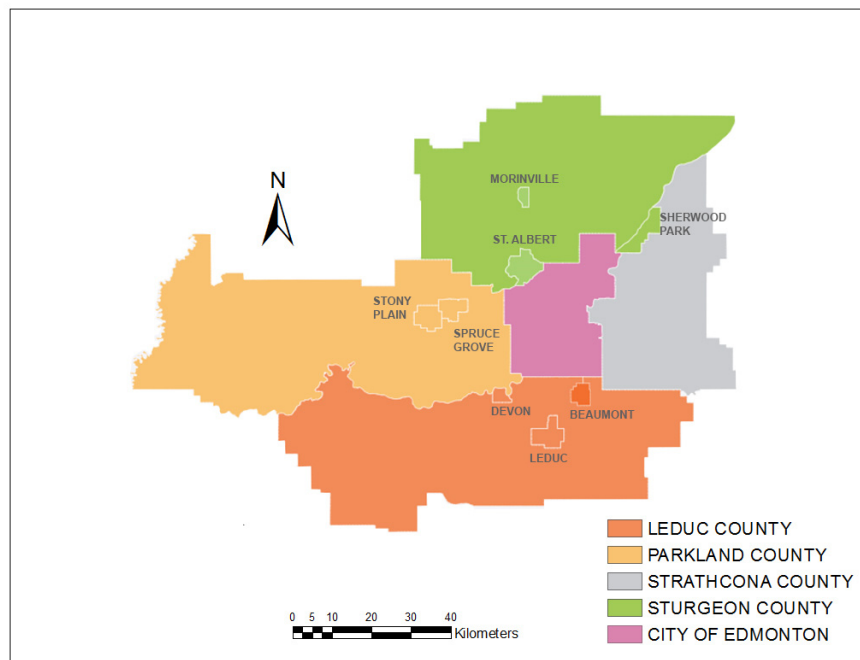 N
MORINVILLE
SHERWOOD
PARK
ST. ALBERT
STONY
PLAIN
SPRUCE
GROVE
DEVON
BEAUMONT
LEDUC
LEDUC COUNTY
PARKLAND COUNTY
STRATHCONA COUNTY
STURGEON COUNTY
CITY OF EDMONTON
0 5 10 20 30 40
Kilometers